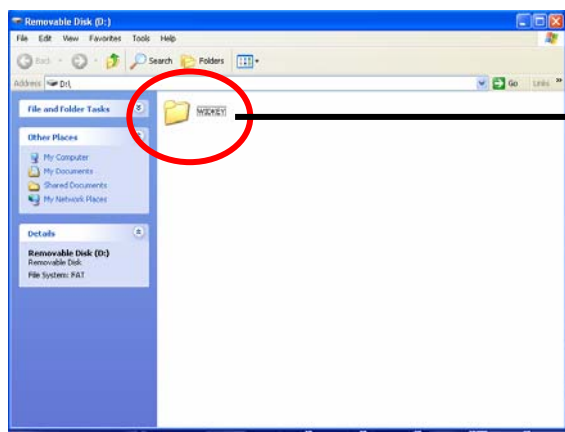 Removable Disk (D:)
File Edit View Favorites Tools Help
Back Search Folders
Address D:\ Go Links »
File and Folder Tasks
Other Places
My Computer
My Documents
Shared Documents
My Network Places
Details
Removable Disk (D:)
Removable Disk
File System: FAT